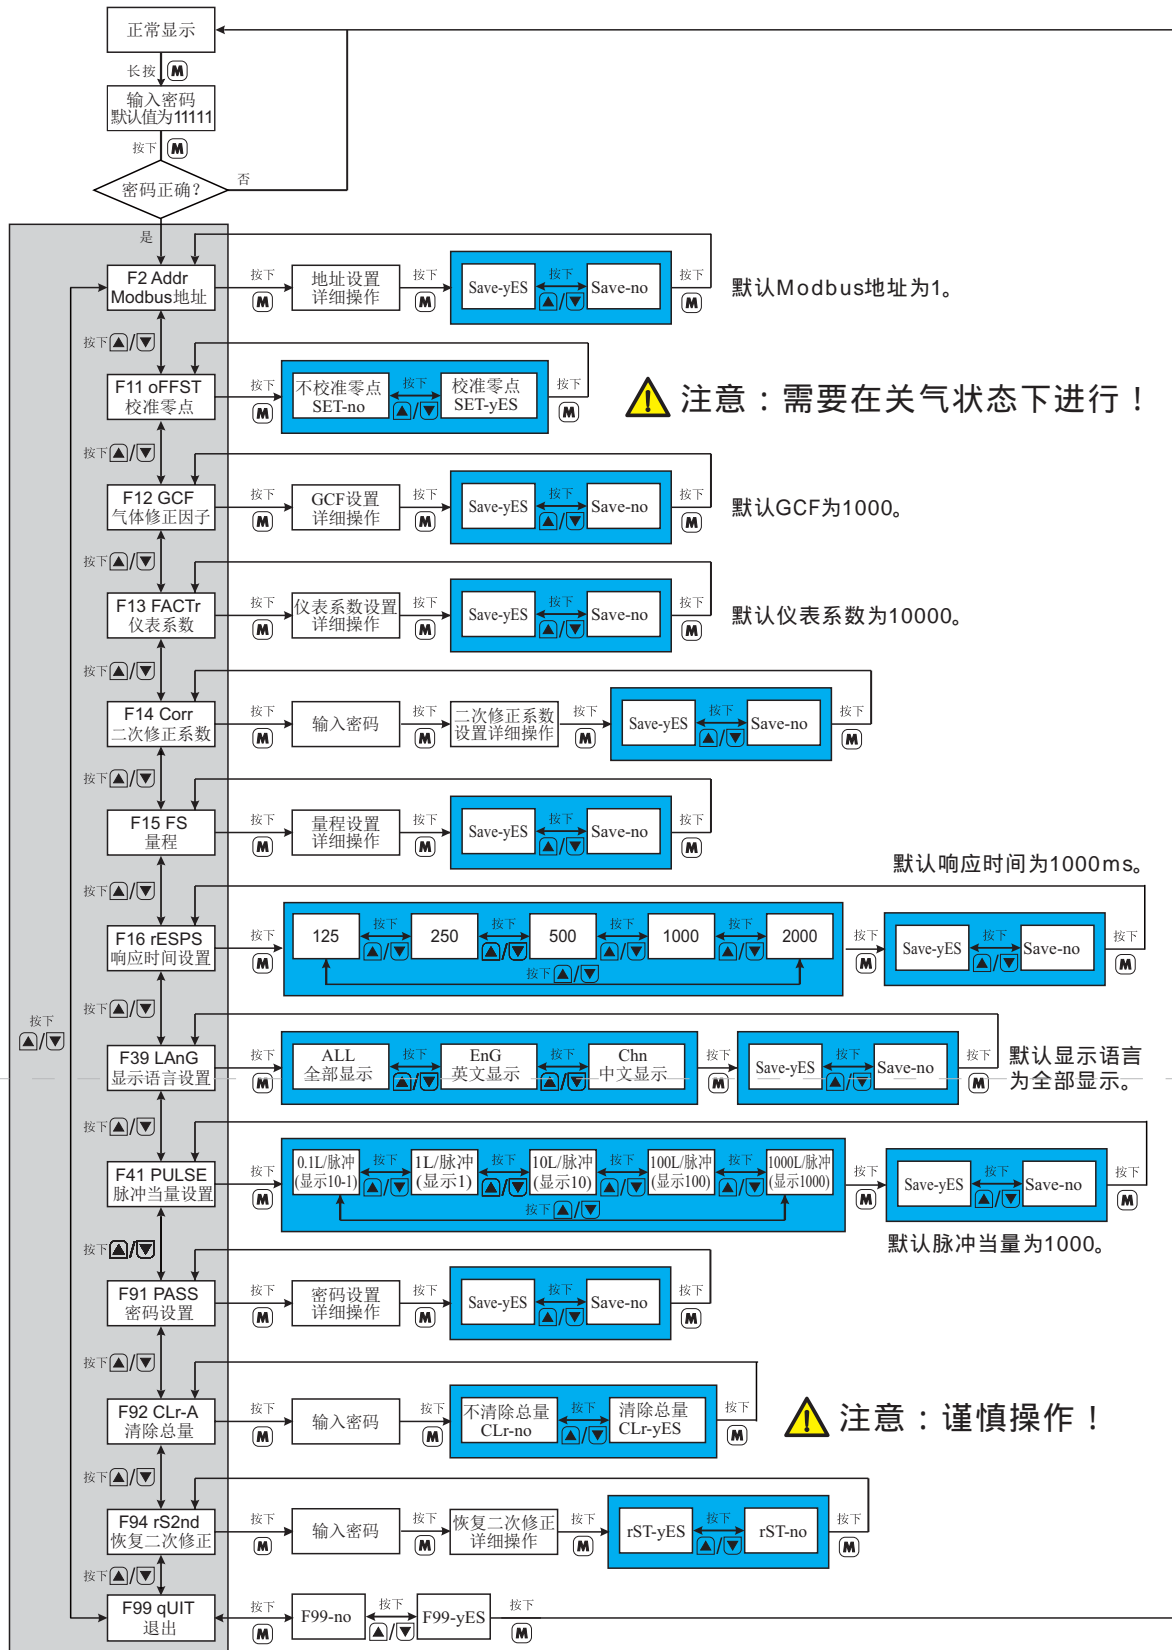 正常显示
长按 M
输入密码
默认值为11111
按下 M
密码正确?
否
是
F2 Addr
Modbus地址
按下
M
地址设置
详细操作
按下
M
Save-yES
按下
▲/▼
Save-no
按下
M
默认Modbus地址为1。
按下▲/▼
F11 oFFST
校准零点
按下
M
不校准零点
SET-no
按下
▲/▼
校准零点
SET-yES
按下
M
注意：需要在关气状态下进行！
按下▲/▼
F12 GCF
气体修正因子
按下
M
GCF设置
详细操作
按下
M
Save-yES
按下
▲/▼
Save-no
按下
M
默认GCF为1000。
按下▲/▼
F13 FACTr
仪表系数
按下
M
仪表系数设置
详细操作
按下
M
Save-yES
按下
▲/▼
Save-no
按下
M
默认仪表系数为10000。
按下▲/▼
F14 Corr
二次修正系数
按下
M
输入密码
按下
M
二次修正系数
设置详细操作
按下
M
Save-yES
按下
▲/▼
Save-no
按下
M
按下▲/▼
F15 FS
量程
按下
M
量程设置
详细操作
按下
M
Save-yES
按下
▲/▼
Save-no
按下
M
默认响应时间为1000ms。
按下▲/▼
F16 rESPS
响应时间设置
按下
M
125
按下
▲/▼
250
按下
▲/▼
500
按下
▲/▼
1000
按下
▲/▼
2000
按下▲/▼
按下
M
Save-yES
按下
▲/▼
Save-no
按下
M
按下▲/▼
按下
▲/▼
F39 LAnG
显示语言设置
按下
M
ALL
全部显示
按下
▲/▼
EnG
英文显示
按下
▲/▼
Chn
中文显示
按下
M
Save-yES
按下
▲/▼
Save-no
按下
M
默认显示语言
为全部显示。
按下▲/▼
F41 PULSE
脉冲当量设置
按下
M
0.1L/脉冲
(显示10-1)
按下
▲/▼
1L/脉冲
(显示1)
按下
▲/▼
10L/脉冲
(显示10)
按下
▲/▼
100L/脉冲
(显示100)
按下
▲/▼
1000L/脉冲
(显示1000)
按下▲/▼
按下
M
Save-yES
按下
▲/▼
Save-no
按下
M
默认脉冲当量为1000。
按下▲/▼
F91 PASS
密码设置
按下
M
密码设置
详细操作
按下
M
Save-yES
按下
▲/▼
Save-no
按下
M
按下▲/▼
F92 CLr-A
清除总量
按下
M
输入密码
按下
M
不清除总量
CLr-no
按下
▲/▼
清除总量
CLr-yES
按下
M
注意：谨慎操作！
按下▲/▼
F94 rS2nd
恢复二次修正
按下
M
输入密码
按下
M
恢复二次修正
详细操作
按下
M
rST-yES
按下
▲/▼
rST-no
按下
M
按下▲/▼
F99 qUIT
退出
按下
M
F99-no
按下
▲/▼
F99-yES
按下
M